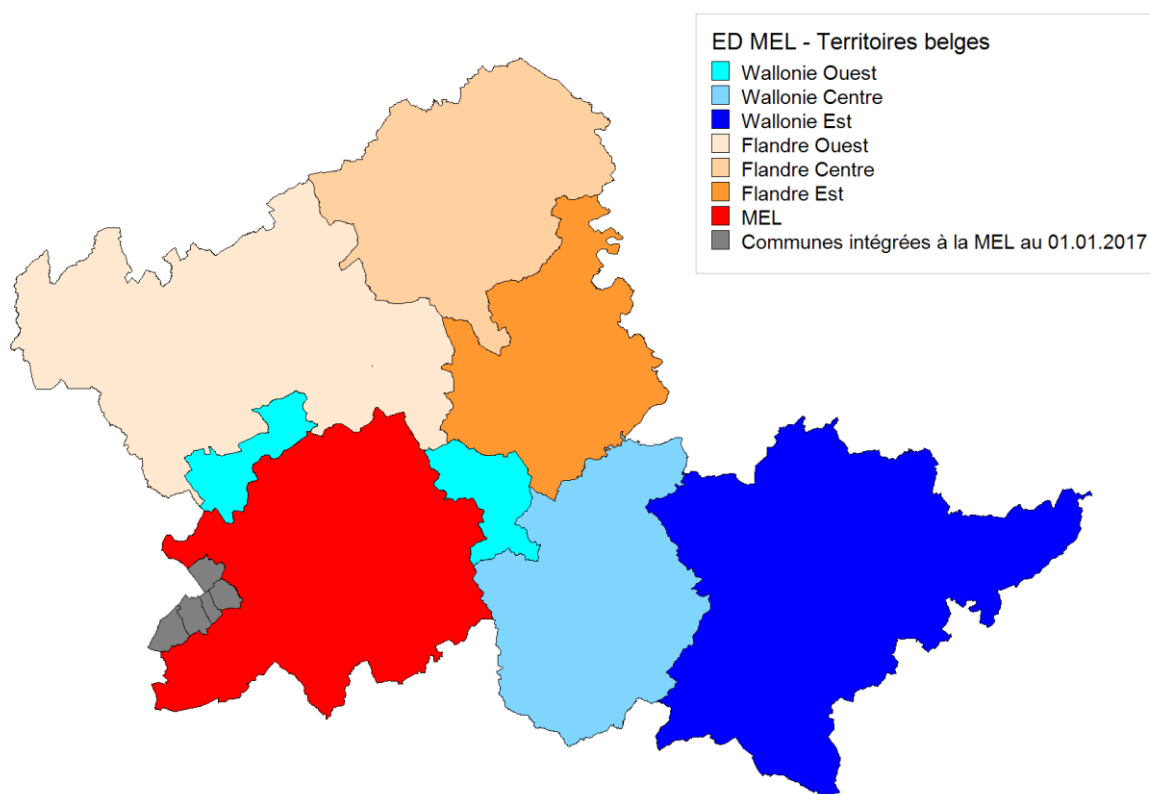 ED MEL - Territoires belges
Wallonie Ouest
Wallonie Centre
Wallonie Est
Flandre Ouest
Flandre Centre
Flandre Est
MEL
Communes intégrées à la MEL au 01.01.2017